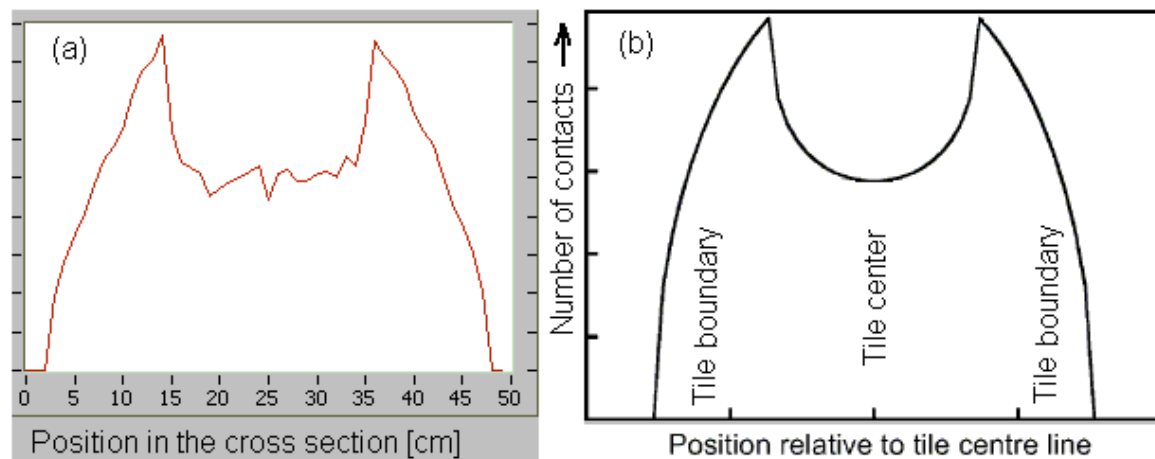 (a)
0 5 10 15 20 25 30 35 40 45 50
Position in the cross section [cm]
Number of contacts
(b)
Tile boundary
Tile center
Tile boundary
Position relative to tile centre line